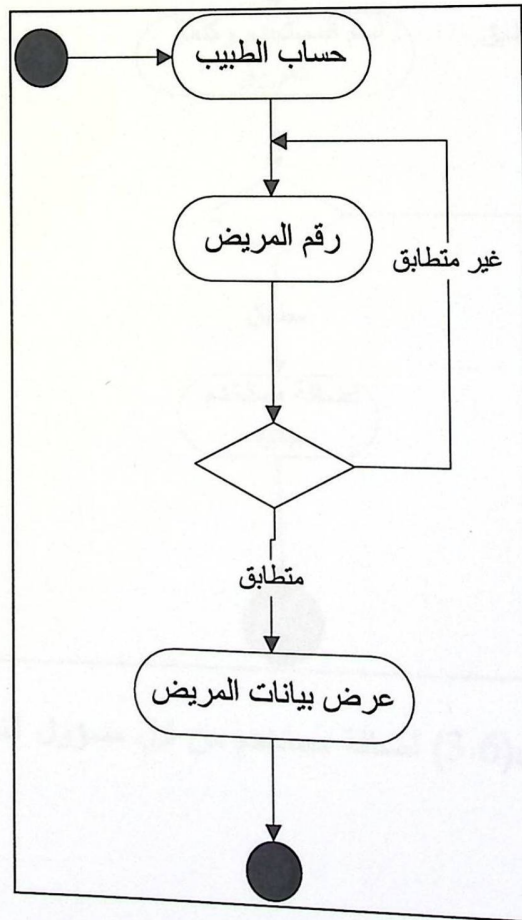 حساب الطبيب
رقم المريض
غير متطابق
متطابق
عرض بيانات المريض